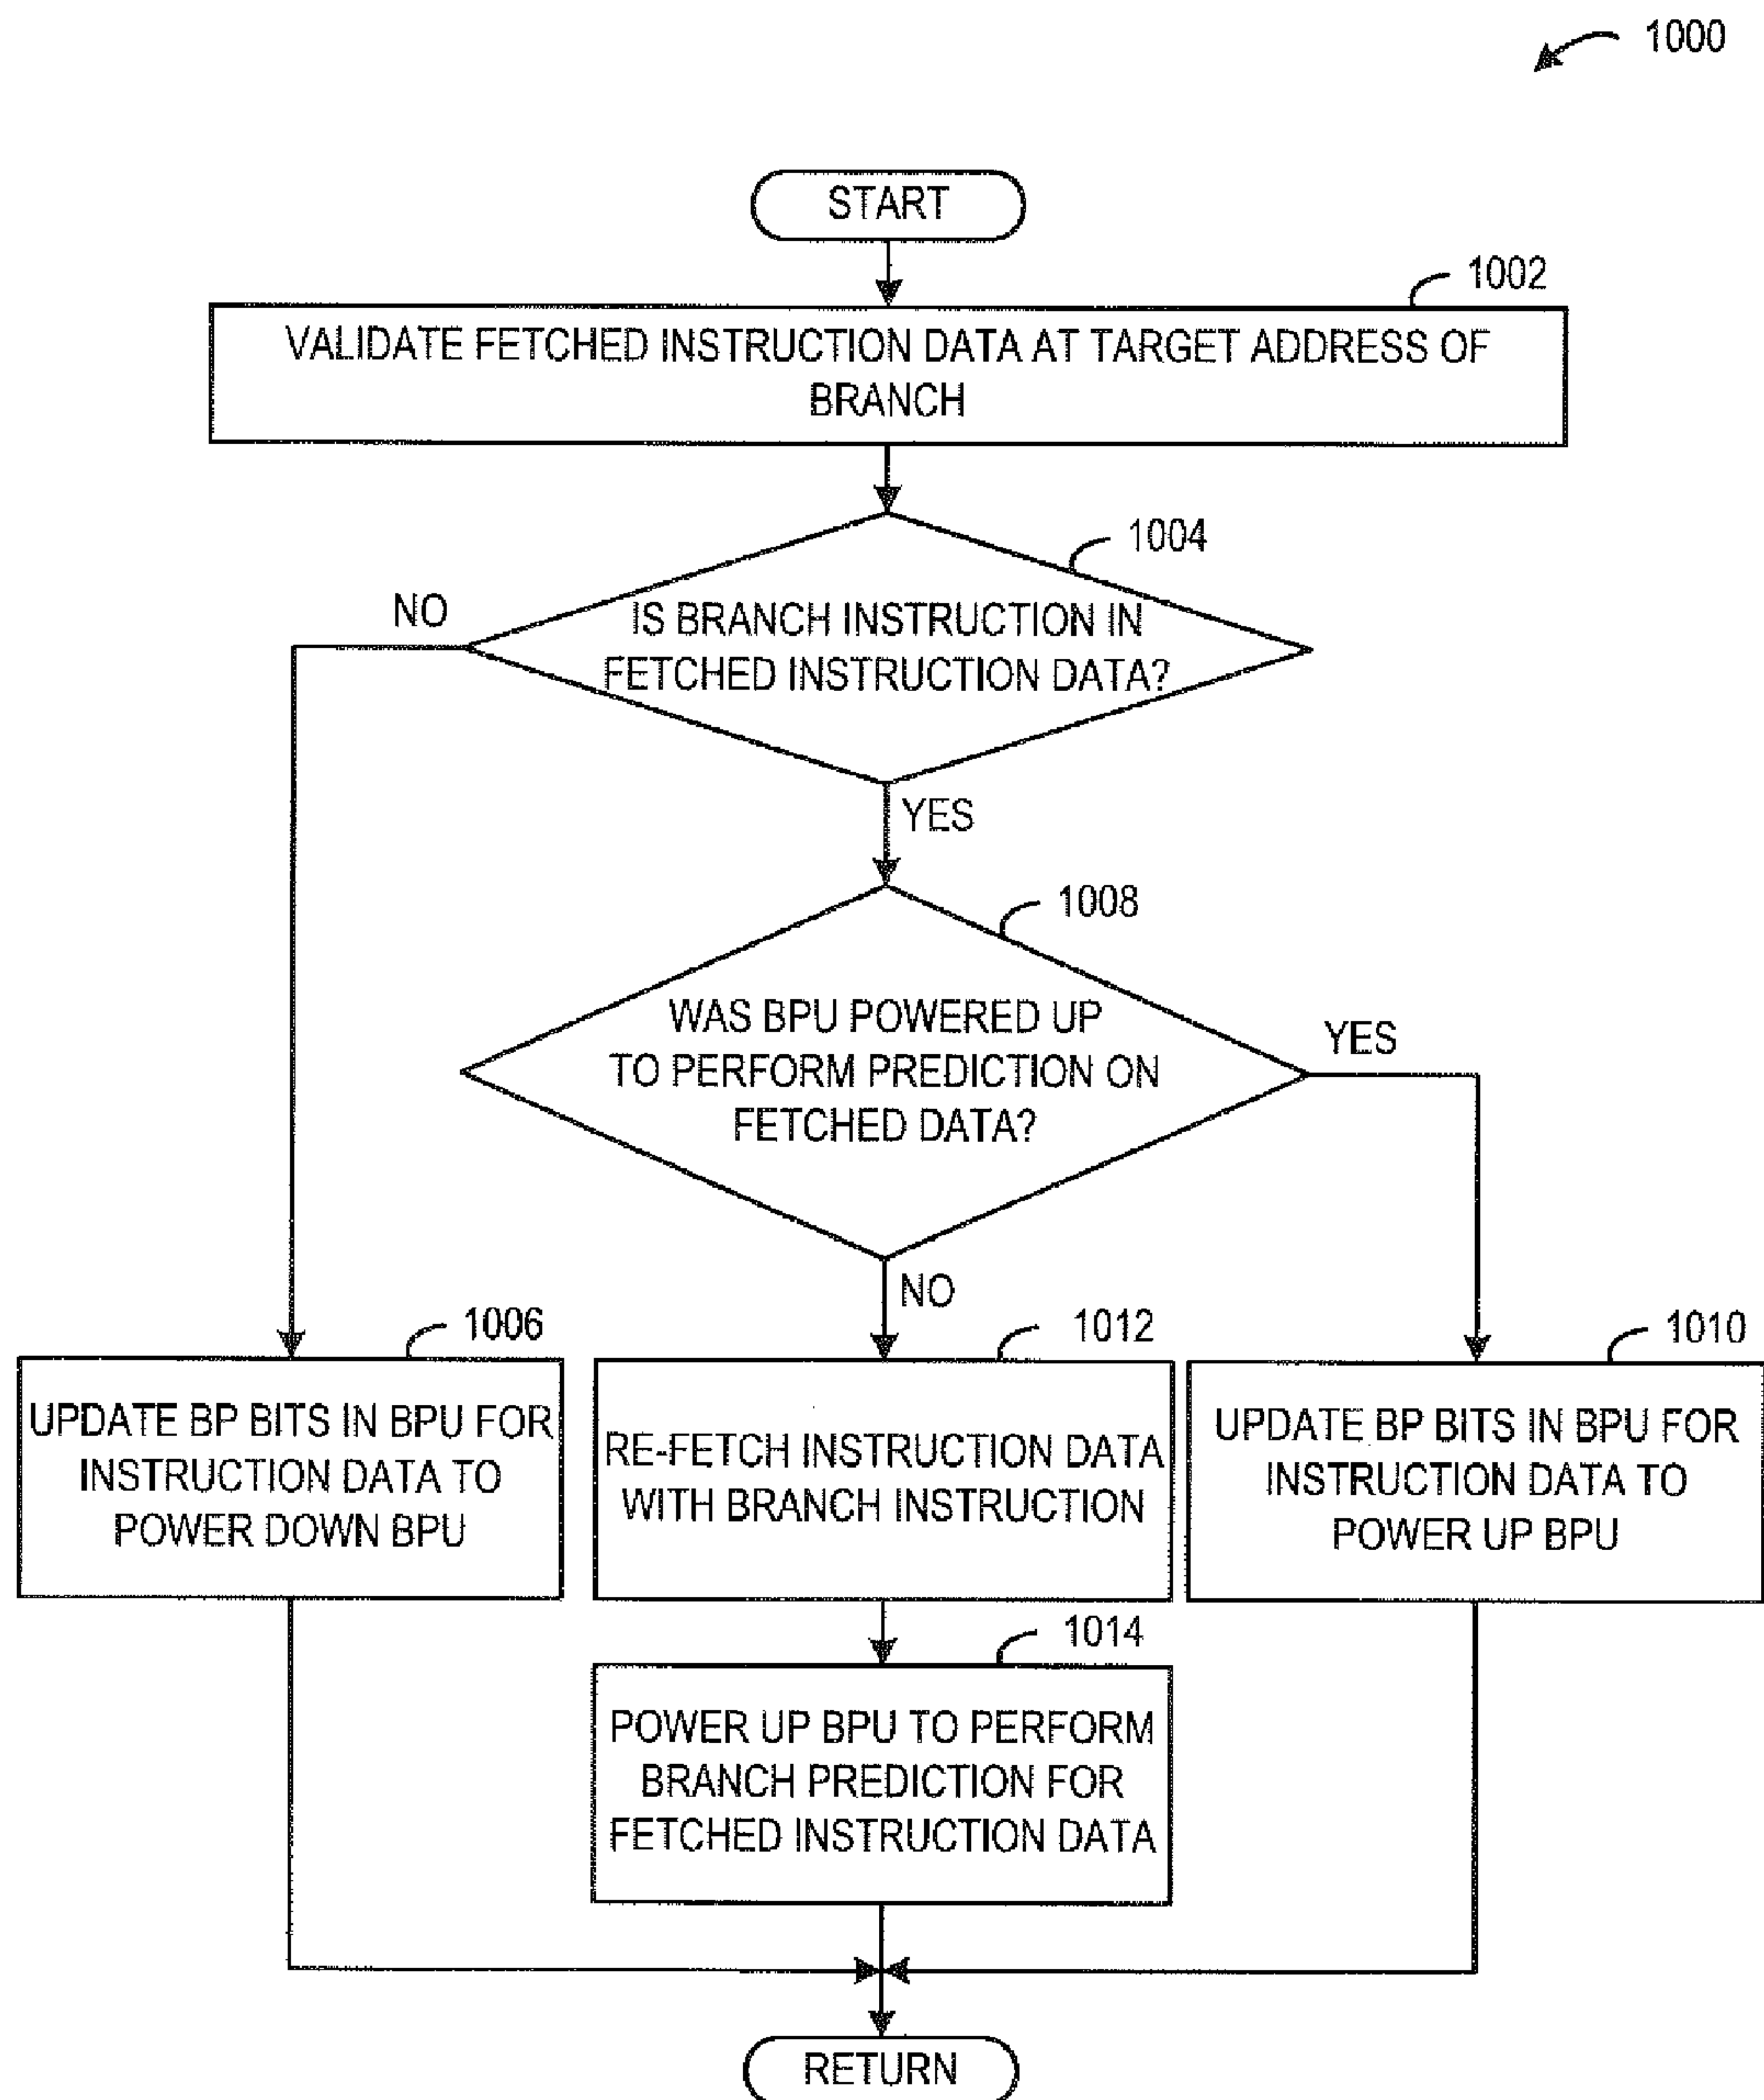 1000
START
1002
VALIDATE FETCHED INSTRUCTION DATA AT TARGET ADDRESS OF
BRANCH
1004
NO
IS BRANCH INSTRUCTION IN
FETCHED INSTRUCTION DATA?
YES
1008
WAS BPU POWERED UP
TO PERFORM PREDICTION ON
FETCHED DATA?
YES
NO
1006
UPDATE BP BITS IN BPU FOR
INSTRUCTION DATA TO
POWER DOWN BPU
1012
RE-FETCH INSTRUCTION DATA
WITH BRANCH INSTRUCTION
1010
UPDATE BP BITS IN BPU FOR
INSTRUCTION DATA TO
POWER UP BPU
1014
POWER UP BPU TO PERFORM
BRANCH PREDICTION FOR
FETCHED INSTRUCTION DATA
RETURN